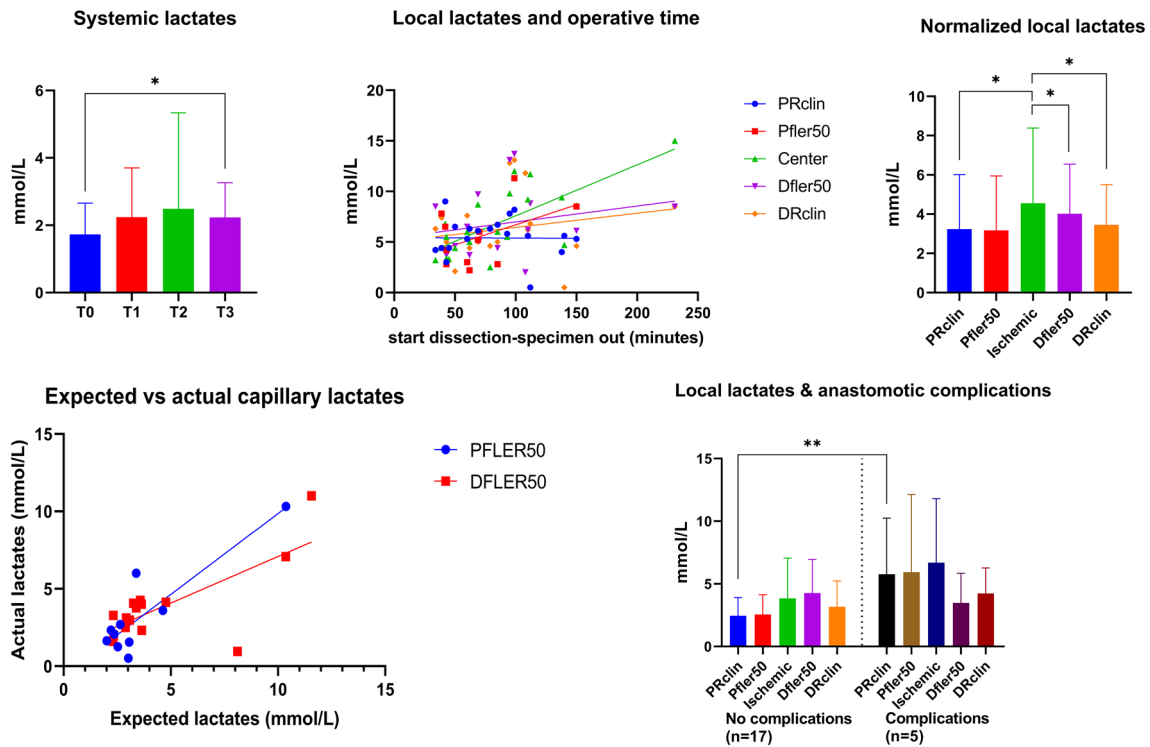 Systemic lactates
*
mmol/L
6
4
2
0
T0 T1 T2 T3
Local lactates and operative time
mmol/L
20
15
10
5
0
0 50 100 150 200 250
start dissection-specimen out (minutes)
PRclin
Pfler50
Center
Dfler50
DRclin
Normalized local lactates
* * *
mmol/L
10
8
6
4
2
0
PRclin Pfler50 Ischemic Dfler50 DRclin
Expected vs actual capillary lactates
Actual lactates (mmol/L)
15
10
5
0
0 5 10 15
Expected lactates (mmol/L)
PFLER50
DFLER50
Local lactates & anastomotic complications
**
mmol/L
15
10
5
0
PRclin Pfler50 Ischemic Dfler50 DRclin PRclin Pfler50 Ischemic Dfler50 DRclin
No complications
(n=17)
Complications
(n=5)